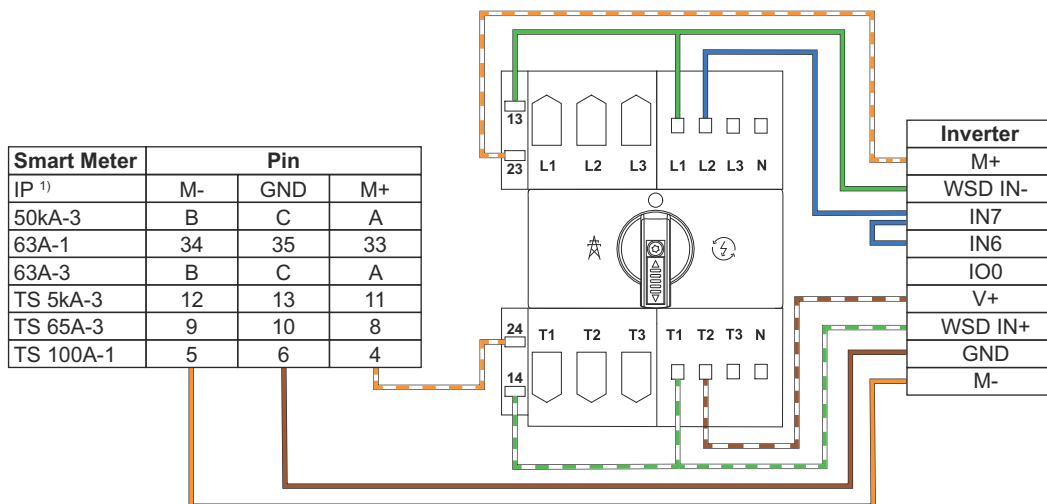 Smart Meter Pin
IP 1) M- GND M+
50kA-3 B C A
63A-1 34 35 33
63A-3 B C A
TS 5kA-3 12 13 11
TS 65A-3 9 10 8
TS 100A-1 5 6 4
13
23 L1 L2 L3 L1 L2 L3 N
24 T1 T2 T3 T1 T2 T3 N
14
Inverter
M+
WSD IN-
IN7
IN6
IO0
V+
WSD IN+
GND
M-